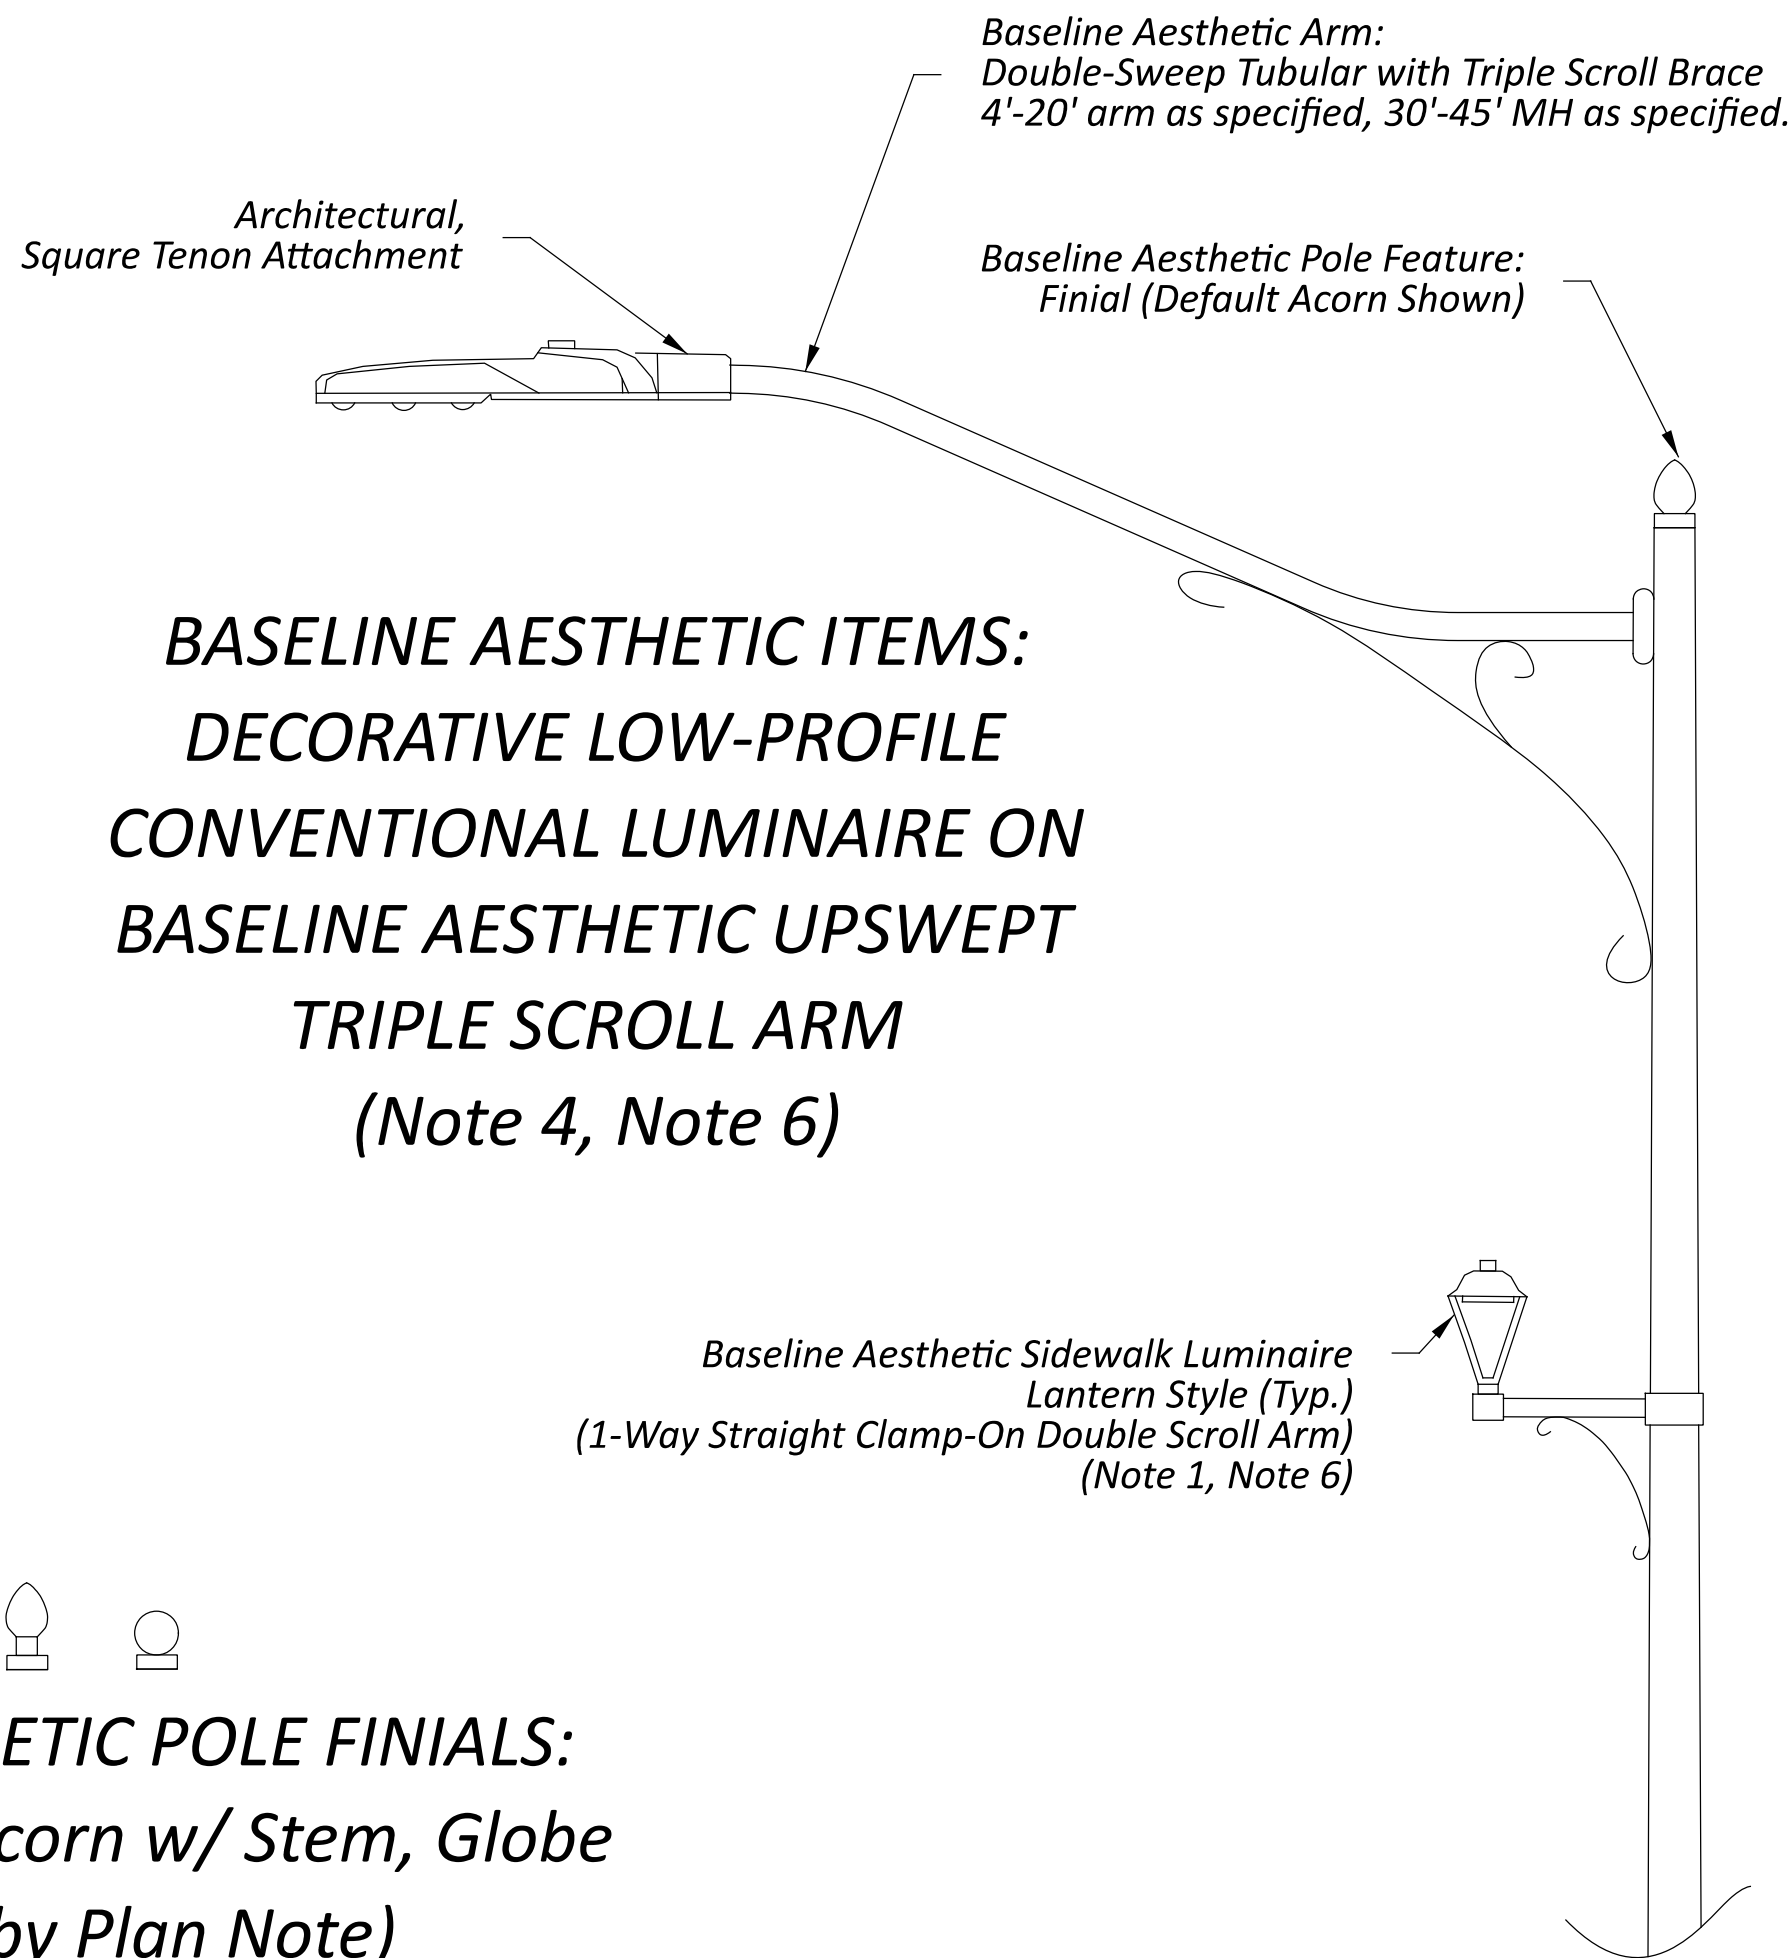 Baseline Aesthetic Arm:
Double-Sweep Tubular with Triple Scroll Brace
4'-20' arm as specified, 30'-45' MH as specified.
Architectural,
Square Tenon Attachment
Baseline Aesthetic Pole Feature:
Finial (Default Acorn Shown)
BASELINE AESTHETIC ITEMS:
DECORATIVE LOW-PROFILE
CONVENTIONAL LUMINAIRE ON
BASELINE AESTHETIC UPSWEPT
TRIPLE SCROLL ARM
(Note 4, Note 6)
Baseline Aesthetic Sidewalk Luminaire
Lantern Style (Typ.)
(1-Way Straight Clamp-On Double Scroll Arm)
(Note 1, Note 6)
ETIC POLE FINIALS:
corn w/ Stem, Globe
by Plan Note)